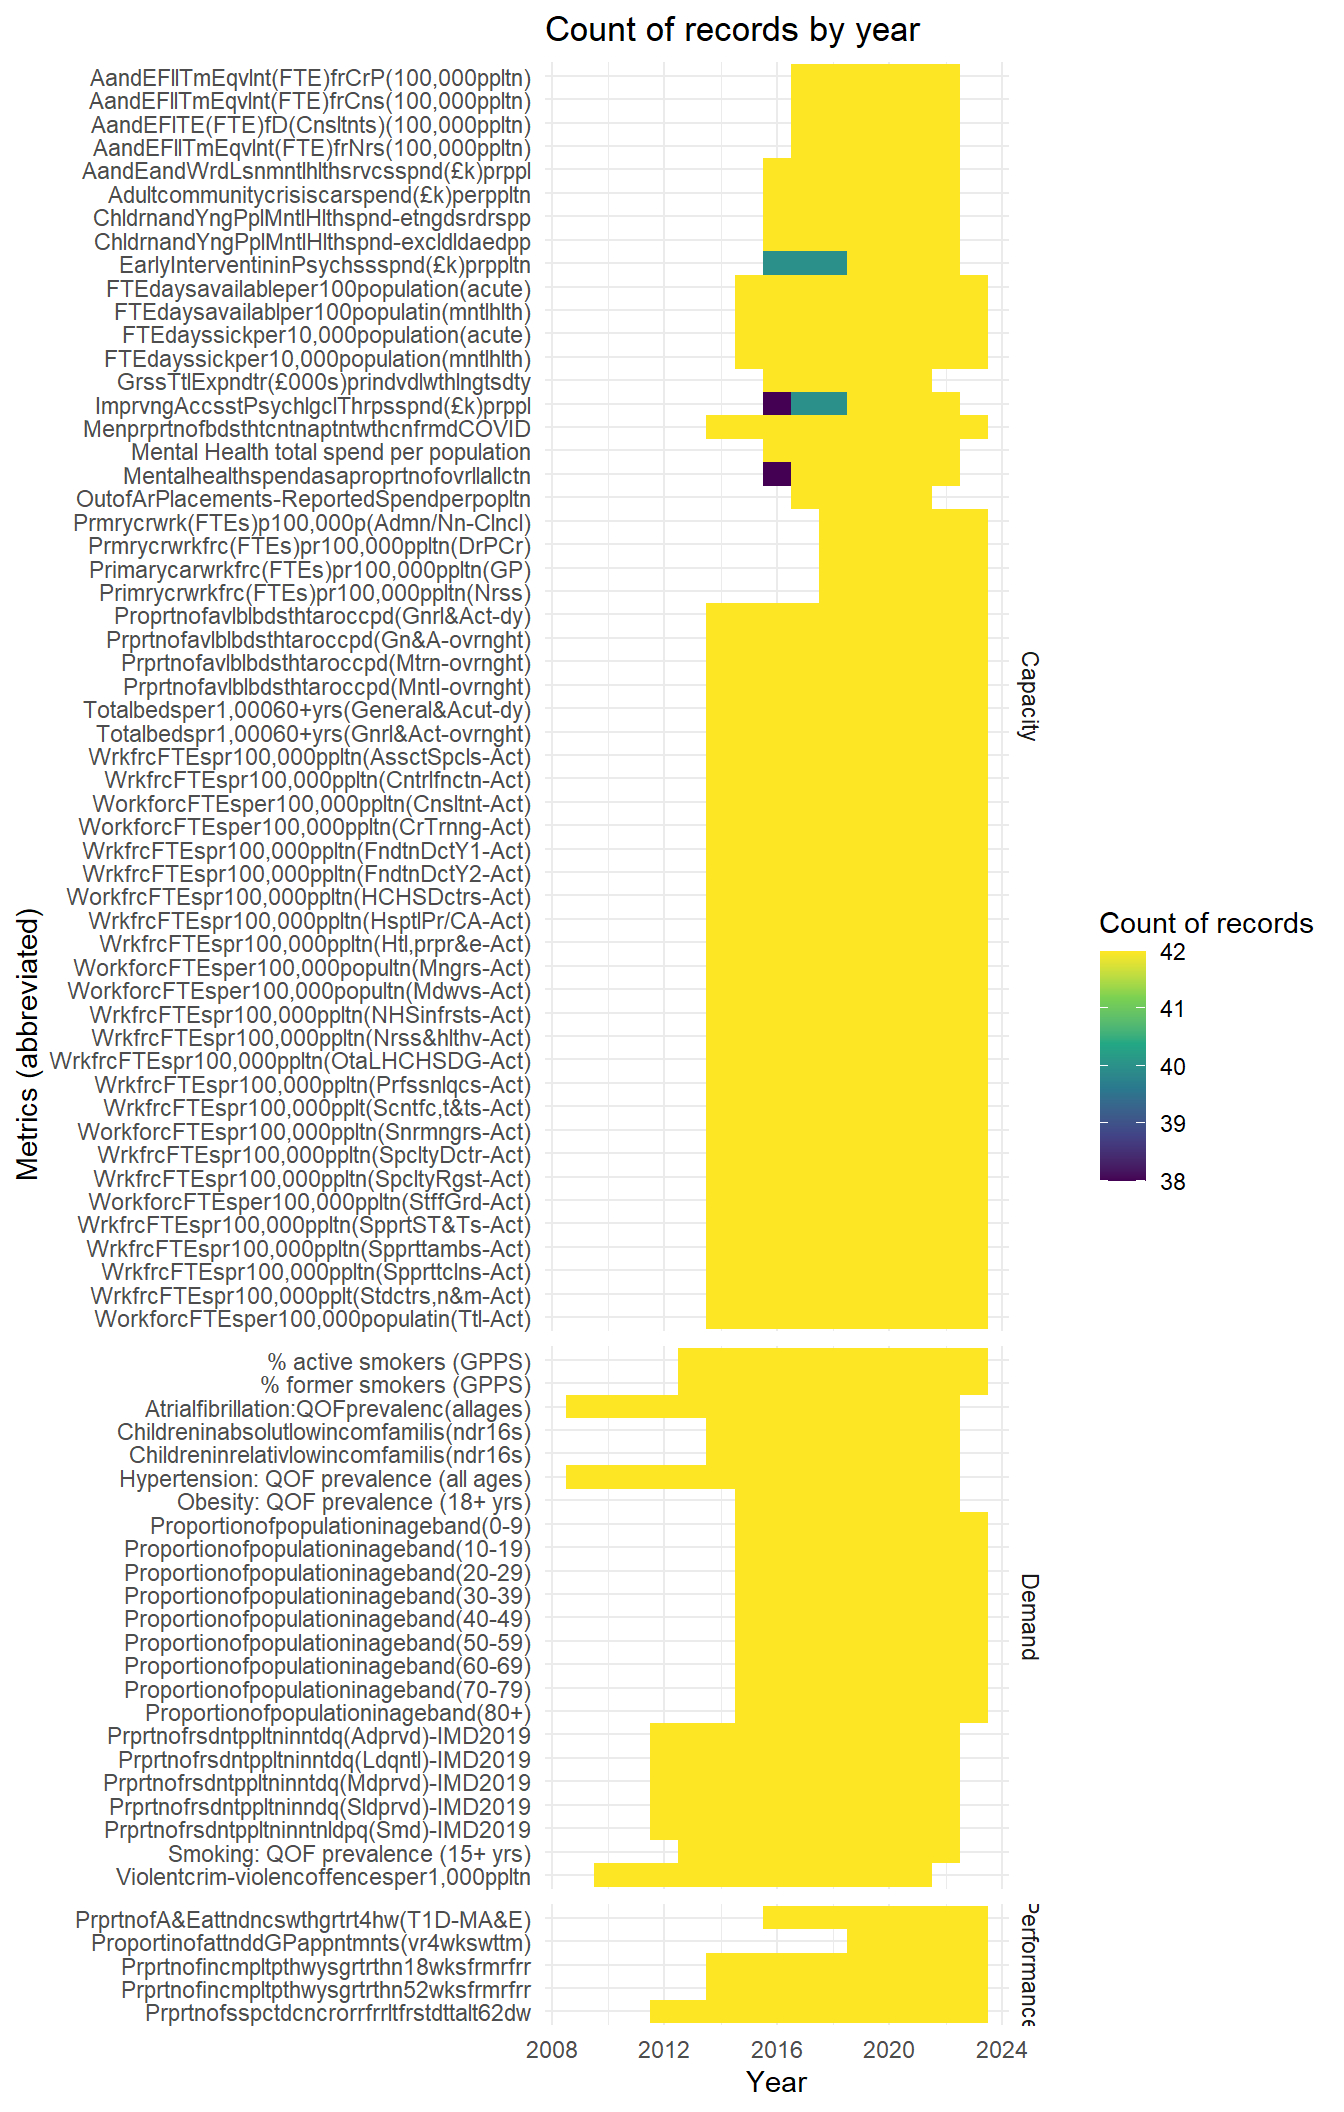 Count of records by year
AandEFllTmEqvlnt(FTE)frCrP(100,000ppltn)
AandEFllTmEqvlnt(FTE)frCns(100,000ppltn)
AandEFlTE(FTE)fD(Cnsltnts)(100,000ppltn)
AandEFllTmEqvlnt(FTE)frNrs(100,000ppltn)
AandEandWrdLsnmntlhlthsrvcsspnd(£k)prppl
Adultcommunitycrisiscarspend(£k)perppltn
ChldrnandYngPplMntlHlthspnd-etngdsrdrspp
ChldrnandYngPplMntlHlthspnd-excldldaedpp
EarlyInterventininPsychssspnd(£k)prppltn
FTEdaysavailableper100population(acute)
FTEdaysavailablper100populatin(mntlhlth)
FTEdayssickper10,000population(acute)
FTEdayssickper10,000population(mntlhlth)
GrssTtlExpndtr(£000s)prindvdlwthlngtsdty
ImprvngAccsstPsychlgclThrpsspnd(£k)prppl
MenprprtnofbdsthtcntnaptntwthcnfrmdCOVID
Mental Health total spend per population
Mentalhealthspendasaproprtnofovrllallctn
OutofArPlacements-ReportedSpendperpopltn
Prmrycrwrk(FTEs)p100,000p(Admn/Nn-Clncl)
Prmrycrwrkfrc(FTEs)pr100,000ppltn(DrPCr)
Primarycarwrkfrc(FTEs)pr100,000ppltn(GP)
Primrycrwrkfrc(FTEs)pr100,000ppltn(Nrss)
Proprtnofavlblbdsthtaroccpd(Gnrl&Act-dy)
Prprtnofavlblbdsthtaroccpd(Gn&A-ovrnght)
Prprtnofavlblbdsthtaroccpd(Mtrn-ovrnght)
Prprtnofavlblbdsthtaroccpd(Mntl-ovrnght)
Totalbedsper1,00060+yrs(General&Acut-dy)
Totalbedspr1,00060+yrs(Gnrl&Act-ovrnght)
WrkfrcFTEspr100,000ppltn(AssctSpcls-Act)
WrkfrcFTEspr100,000ppltn(Cntrlfnctn-Act)
WorkforcFTEsper100,000ppltn(Cnsltnt-Act)
WorkforcFTEsper100,000ppltn(CrTrnng-Act)
WrkfrcFTEspr100,000ppltn(FndtnDctY1-Act)
WrkfrcFTEspr100,000ppltn(FndtnDctY2-Act)
WorkfrcFTEspr100,000ppltn(HCHSDctrs-Act)
WrkfrcFTEspr100,000ppltn(HsptlPr/CA-Act)
WrkfrcFTEspr100,000ppltn(Htl,prpr&e-Act)
WorkforcFTEsper100,000popultn(Mngrs-Act)
WorkforcFTEsper100,000popultn(Mdwvs-Act)
WrkfrcFTEspr100,000ppltn(NHSinfrsts-Act)
WrkfrcFTEspr100,000ppltn(Nrss&hlthv-Act)
WrkfrcFTEspr100,000ppltn(OtaLHCHSDG-Act)
WrkfrcFTEspr100,000ppltn(Prfssnlqcs-Act)
WrkfrcFTEspr100,000pplt(Scntfc,t&ts-Act)
WorkforcFTEsper100,000ppltn(Snrmngrs-Act)
WrkfrcFTEspr100,000ppltn(SpcltyDctr-Act)
WrkfrcFTEspr100,000ppltn(SpcltyRgst-Act)
WorkforcFTEsper100,000ppltn(StffGrd-Act)
WrkfrcFTEspr100,000ppltn(SpprtST&Ts-Act)
WrkfrcFTEspr100,000ppltn(Spprttambs-Act)
WrkfrcFTEspr100,000ppltn(Spprttclns-Act)
WrkfrcFTEspr100,000pplt(Stdctrs,n&m-Act)
WorkforcFTEsper100,000populatin(Ttl-Act)
Capacity
% active smokers (GPPS)
% former smokers (GPPS)
Atrialfibrillation:QOFprevalenc(allages)
Childreninabsolutlowincomfamilis(ndr16s)
Childreninrelativlowincomfamilis(ndr16s)
Hypertension: QOF prevalence (all ages)
Obesity: QOF prevalence (18+ yrs)
Proportionofpopulationinageband(0-9)
Proportionofpopulationinageband(10-19)
Proportionofpopulationinageband(20-29)
Proportionofpopulationinageband(30-39)
Proportionofpopulationinageband(40-49)
Proportionofpopulationinageband(50-59)
Proportionofpopulationinageband(60-69)
Proportionofpopulationinageband(70-79)
Proportionofpopulationinageband(80+)
Prprtnofrsdntppltninntdq(Adprvd)-IMD2019
Prprtnofrsdntppltninntdq(Ldqntl)-IMD2019
Prprtnofrsdntppltninntdq(Mdprvd)-IMD2019
Prprtnofrsdntppltninndq(Sldprvd)-IMD2019
Prprtnofrsdntppltninntnldpq(Smd)-IMD2019
Smoking: QOF prevalence (15+ yrs)
Violentcrim-violencoffencesper1,000ppltn
Demand
PrprtnofA&Eattndncswthgrtrt4hw(T1D-MA&E)
ProportinofattnddGPappntmnts(vr4wkswttm)
Prprtnofincmpltpthwysgrtrthn18wksfrmrfrr
Prprtnofincmpltpthwysgrtrthn52wksfrmrfrr
Prprtnofsspctdcncrorrfrrltfrstdttalt62dw
Performance
2008 2012 2016 2020 2024
Year
Metrics (abbreviated)
Count of records
42
41
40
39
38